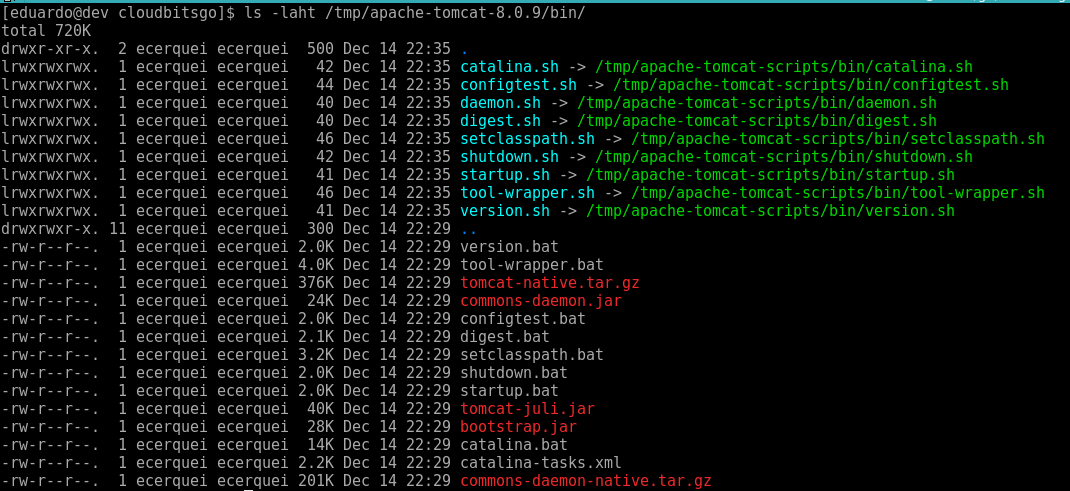 [eduardo@dev cloudbitsgo]$ ls -laht /tmp/apache-tomcat-8.0.9/bin/
total 720K
drwxr-xr-x.  2 ecerquei ecerquei  500 Dec 14 22:35 .
lrwxrwxrwx.  1 ecerquei ecerquei   42 Dec 14 22:35 catalina.sh -> /tmp/apache-tomcat-scripts/bin/catalina.sh
lrwxrwxrwx.  1 ecerquei ecerquei   44 Dec 14 22:35 configtest.sh -> /tmp/apache-tomcat-scripts/bin/configtest.sh
lrwxrwxrwx.  1 ecerquei ecerquei   40 Dec 14 22:35 daemon.sh -> /tmp/apache-tomcat-scripts/bin/daemon.sh
lrwxrwxrwx.  1 ecerquei ecerquei   40 Dec 14 22:35 digest.sh -> /tmp/apache-tomcat-scripts/bin/digest.sh
lrwxrwxrwx.  1 ecerquei ecerquei   46 Dec 14 22:35 setclasspath.sh -> /tmp/apache-tomcat-scripts/bin/setclasspath.sh
lrwxrwxrwx.  1 ecerquei ecerquei   42 Dec 14 22:35 shutdown.sh -> /tmp/apache-tomcat-scripts/bin/shutdown.sh
lrwxrwxrwx.  1 ecerquei ecerquei   41 Dec 14 22:35 startup.sh -> /tmp/apache-tomcat-scripts/bin/startup.sh
lrwxrwxrwx.  1 ecerquei ecerquei   46 Dec 14 22:35 tool-wrapper.sh -> /tmp/apache-tomcat-scripts/bin/tool-wrapper.sh
lrwxrwxrwx.  1 ecerquei ecerquei   41 Dec 14 22:35 version.sh -> /tmp/apache-tomcat-scripts/bin/version.sh
drwxrwxr-x. 11 ecerquei ecerquei  300 Dec 14 22:29 ..
-rw-r--r--.  1 ecerquei ecerquei 2.0K Dec 14 22:29 version.bat
-rw-r--r--.  1 ecerquei ecerquei 4.0K Dec 14 22:29 tool-wrapper.bat
-rw-r--r--.  1 ecerquei ecerquei 376K Dec 14 22:29 tomcat-native.tar.gz
-rw-r--r--.  1 ecerquei ecerquei  24K Dec 14 22:29 commons-daemon.jar
-rw-r--r--.  1 ecerquei ecerquei 2.0K Dec 14 22:29 configtest.bat
-rw-r--r--.  1 ecerquei ecerquei 2.1K Dec 14 22:29 digest.bat
-rw-r--r--.  1 ecerquei ecerquei 3.2K Dec 14 22:29 setclasspath.bat
-rw-r--r--.  1 ecerquei ecerquei 2.0K Dec 14 22:29 shutdown.bat
-rw-r--r--.  1 ecerquei ecerquei 2.0K Dec 14 22:29 startup.bat
-rw-r--r--.  1 ecerquei ecerquei  40K Dec 14 22:29 tomcat-juli.jar
-rw-r--r--.  1 ecerquei ecerquei  28K Dec 14 22:29 bootstrap.jar
-rw-r--r--.  1 ecerquei ecerquei  14K Dec 14 22:29 catalina.bat
-rw-r--r--.  1 ecerquei ecerquei 2.2K Dec 14 22:29 catalina-tasks.xml
-rw-r--r--.  1 ecerquei ecerquei 201K Dec 14 22:29 commons-daemon-native.tar.gz